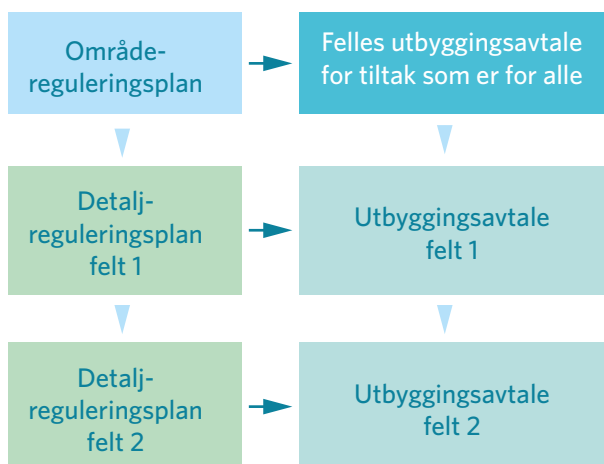 Område-
reguleringsplan
Felles utbyggingsavtale
for tiltak som er for alle
Detalj-
reguleringsplan
felt 1
Utbyggingsavtale
felt 1
Detalj-
reguleringsplan
felt 2
Utbyggingsavtale
felt 2